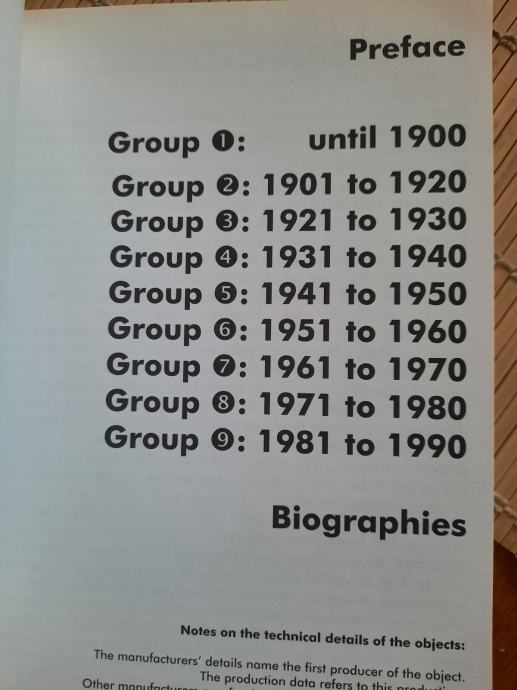 Preface
Group ❶: until 1900
Group ❷: 1901 to 1920
Group ❸: 1921 to 1930
Group ❹: 1931 to 1940
Group ❺: 1941 to 1950
Group ❻: 1951 to 1960
Group ❼: 1961 to 1970
Group ❽: 1971 to 1980
Group ❾: 1981 to 1990
Biographies
Notes on the technical details of the objects:
The manufacturers' details name the first producer of the object.
The production data refers to this
Other